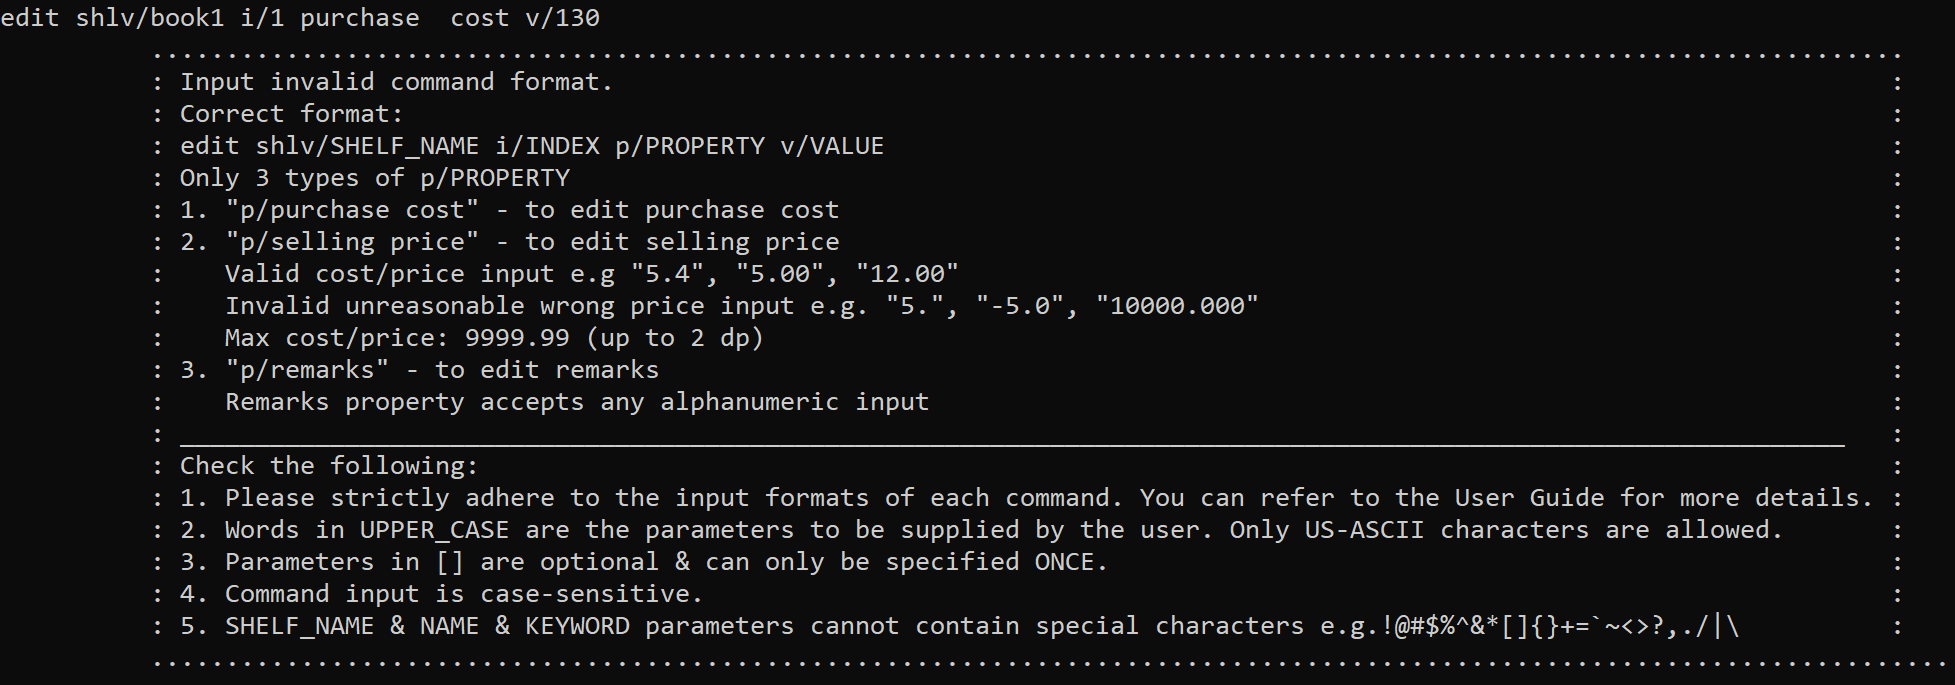 edit shlv/book1 i/1 purchase  cost v/130
.....................................................................................................................
: Input invalid command format. :
: Correct format: :
: edit shlv/SHELF_NAME i/INDEX p/PROPERTY v/VALUE :
: Only 3 types of p/PROPERTY :
: 1. "p/purchase cost" - to edit purchase cost :
: 2. "p/selling price" - to edit selling price :
:    Valid cost/price input e.g "5.4", "5.00", "12.00" :
:    Invalid unreasonable wrong price input e.g. "5.", "-5.0", "10000.000" :
:    Max cost/price: 9999.99 (up to 2 dp) :
: 3. "p/remarks" - to edit remarks :
:    Remarks property accepts any alphanumeric input :
: _______________________________________________________________________________________________________________ :
: Check the following: :
: 1. Please strictly adhere to the input formats of each command. You can refer to the User Guide for more details. :
: 2. Words in UPPER_CASE are the parameters to be supplied by the user. Only US-ASCII characters are allowed. :
: 3. Parameters in [] are optional & can only be specified ONCE. :
: 4. Command input is case-sensitive. :
: 5. SHELF_NAME & NAME & KEYWORD parameters cannot contain special characters e.g.!@#$%^&*[]{}+=`~<>?,./|\ :
........................................................................................................................